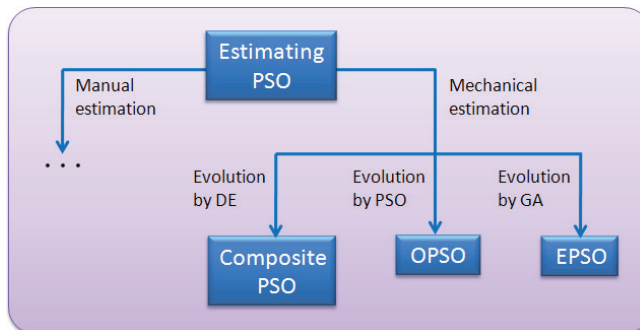 Estimating
PSO
Manual
estimation
Mechanical
estimation
. . .
Evolution
by DE
Evolution
by PSO
Evolution
by GA
Composite
PSO
OPSO
EPSO